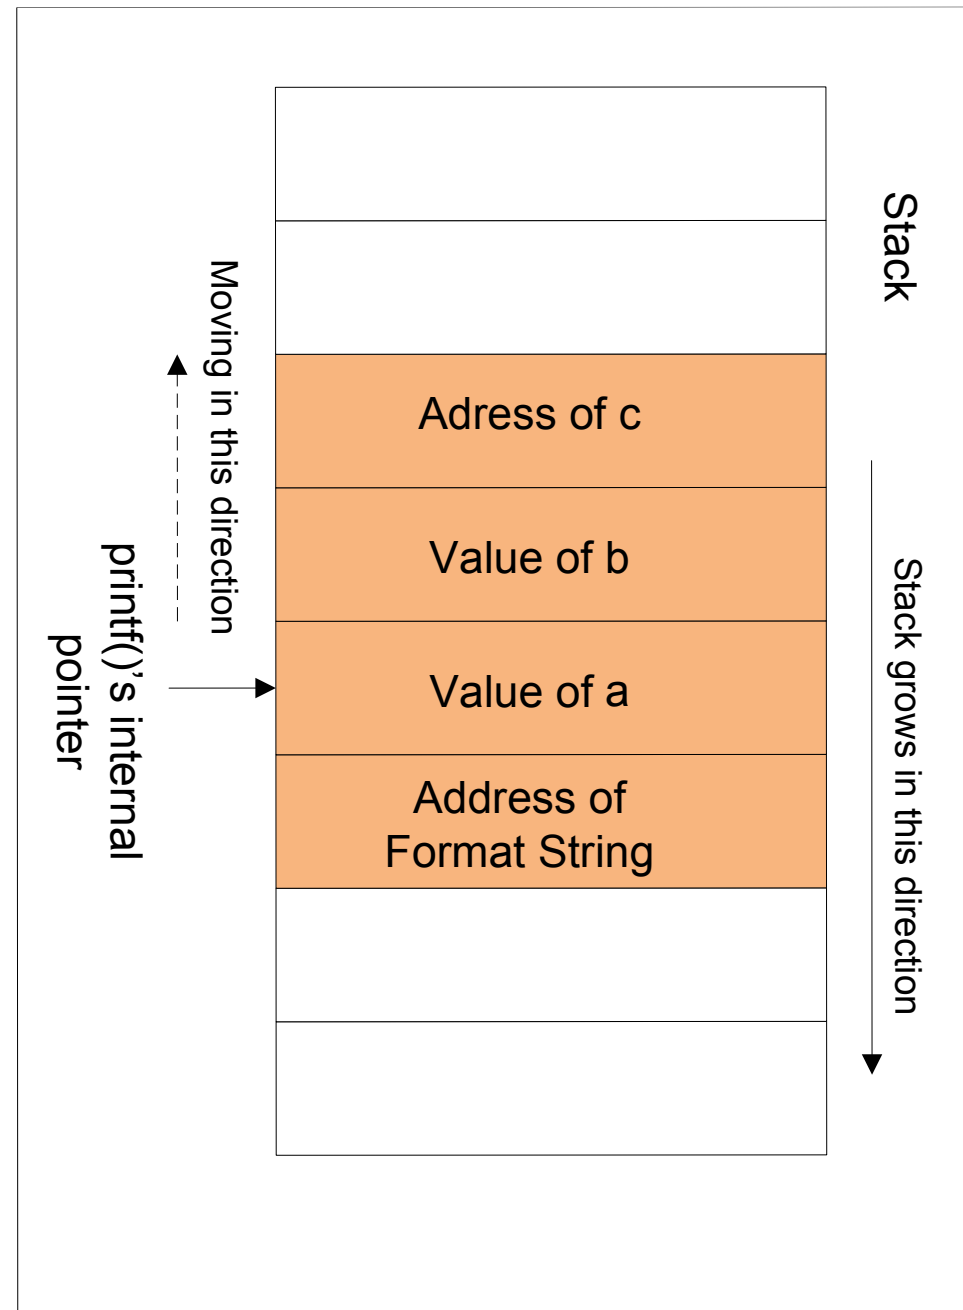 Stack
Moving in this direction
Adress of c
Value of b
Value of a
Address of
Format String
printf()'s internal
pointer
Stack grows in this direction